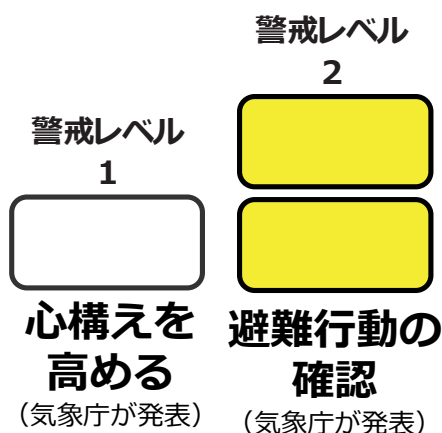 警戒レベル
1
心構えを
高める
（気象庁が発表）
警戒レベル
2
避難行動の
確認
（気象庁が発表）